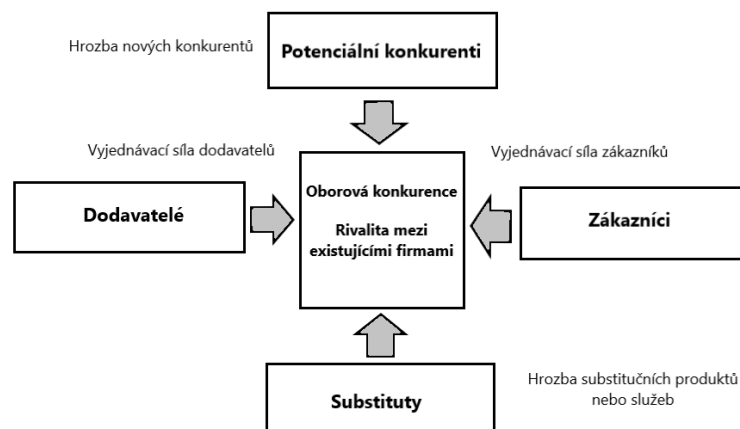 Hrozba nových konkurentů
Potenciální konkurenti
Vyjednávací síla dodavatelů
Vyjednávací síla zákazníků
Dodavatelé
Oborová konkurence
Rivalita mezi
existujícími firmami
Zákazníci
Substituty
Hrozba substitučních produktů
nebo služeb